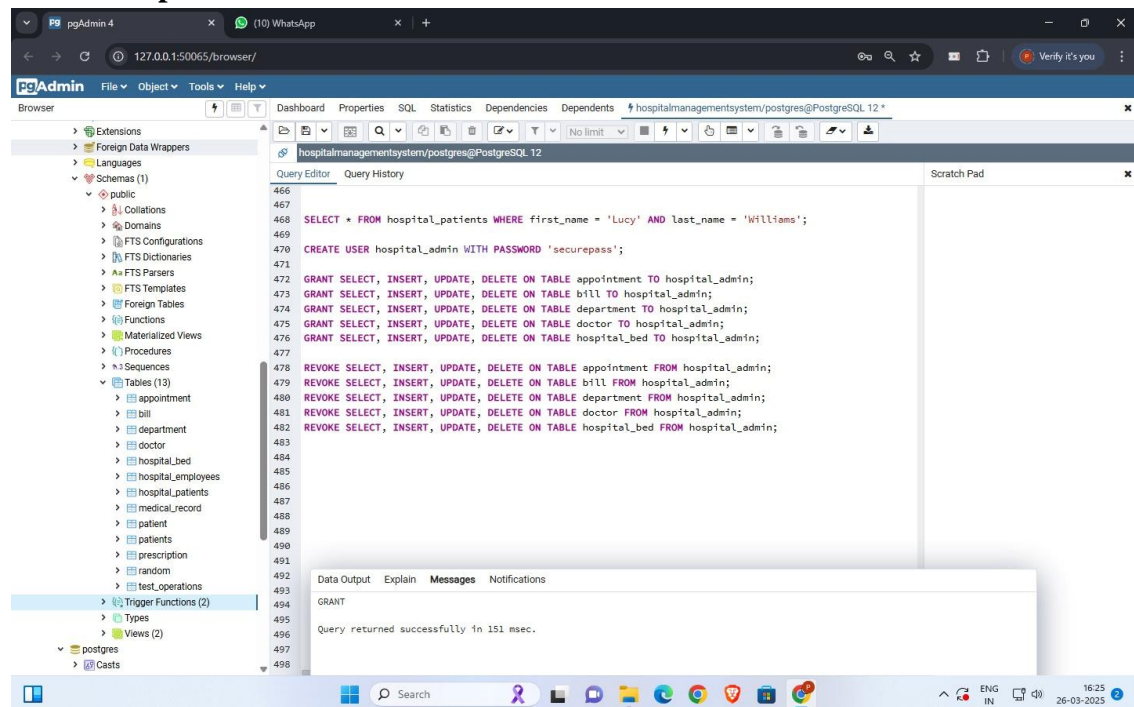 pgAdmin 4
(10) WhatsApp
127.0.0.1:50065/browser/
Verify it's you
pgAdmin File Object Tools Help
Browser
Dashboard Properties SQL Statistics Dependencies Dependents hospitalmanagementsystem/postgres@PostgreSQL 12 *
No limit
hospitalmanagementsystem/postgres@PostgreSQL 12
Query Editor Query History
Scratch Pad
Extensions
Foreign Data Wrappers
Languages
Schemas (1)
public
Collations
Domains
FTS Configurations
FTS Dictionaries
FTS Parsers
FTS Templates
Foreign Tables
Functions
Materialized Views
Procedures
Sequences
Tables (13)
appointment
bill
department
doctor
hospital_bed
hospital_employees
hospital_patients
medical_record
patient
patients
prescription
random
test_operations
Trigger Functions (2)
Types
Views (2)
postgres
Casts
466
467
468 SELECT * FROM hospital_patients WHERE first_name = 'Lucy' AND last_name = 'Williams';
469
470 CREATE USER hospital_admin WITH PASSWORD 'securepass';
471
472 GRANT SELECT, INSERT, UPDATE, DELETE ON TABLE appointment TO hospital_admin;
473 GRANT SELECT, INSERT, UPDATE, DELETE ON TABLE bill TO hospital_admin;
474 GRANT SELECT, INSERT, UPDATE, DELETE ON TABLE department TO hospital_admin;
475 GRANT SELECT, INSERT, UPDATE, DELETE ON TABLE doctor TO hospital_admin;
476 GRANT SELECT, INSERT, UPDATE, DELETE ON TABLE hospital_bed TO hospital_admin;
477
478 REVOKE SELECT, INSERT, UPDATE, DELETE ON TABLE appointment FROM hospital_admin;
479 REVOKE SELECT, INSERT, UPDATE, DELETE ON TABLE bill FROM hospital_admin;
480 REVOKE SELECT, INSERT, UPDATE, DELETE ON TABLE department FROM hospital_admin;
481 REVOKE SELECT, INSERT, UPDATE, DELETE ON TABLE doctor FROM hospital_admin;
482 REVOKE SELECT, INSERT, UPDATE, DELETE ON TABLE hospital_bed FROM hospital_admin;
483
484
485
486
487
488
489
490
491
492
493
494
495
496
497
498
Data Output Explain Messages Notifications
GRANT
Query returned successfully in 151 msec.
Search
ENG
IN
16:25
26-03-2025
2